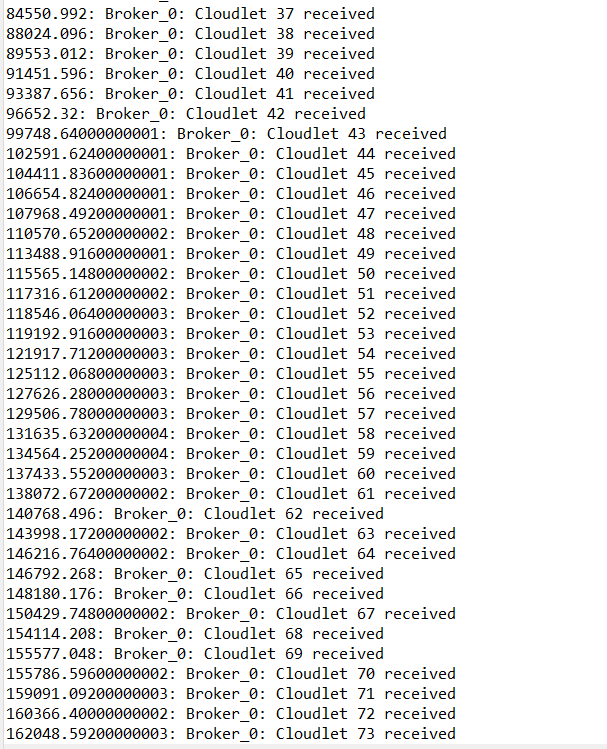 84550.992: Broker_0: Cloudlet 37 received
88024.096: Broker_0: Cloudlet 38 received
89553.012: Broker_0: Cloudlet 39 received
91451.596: Broker_0: Cloudlet 40 received
93387.656: Broker_0: Cloudlet 41 received
96652.32: Broker_0: Cloudlet 42 received
99748.64000000001: Broker_0: Cloudlet 43 received
102591.62400000001: Broker_0: Cloudlet 44 received
104411.83600000001: Broker_0: Cloudlet 45 received
106654.82400000001: Broker_0: Cloudlet 46 received
107968.49200000001: Broker_0: Cloudlet 47 received
110570.65200000002: Broker_0: Cloudlet 48 received
113488.91600000001: Broker_0: Cloudlet 49 received
115565.14800000002: Broker_0: Cloudlet 50 received
117316.61200000002: Broker_0: Cloudlet 51 received
118546.06400000003: Broker_0: Cloudlet 52 received
119192.91600000003: Broker_0: Cloudlet 53 received
121917.71200000003: Broker_0: Cloudlet 54 received
125112.06800000003: Broker_0: Cloudlet 55 received
127626.28000000003: Broker_0: Cloudlet 56 received
129506.78000000003: Broker_0: Cloudlet 57 received
131635.63200000004: Broker_0: Cloudlet 58 received
134564.25200000004: Broker_0: Cloudlet 59 received
137433.55200000003: Broker_0: Cloudlet 60 received
138072.67200000002: Broker_0: Cloudlet 61 received
140768.496: Broker_0: Cloudlet 62 received
143998.17200000002: Broker_0: Cloudlet 63 received
146216.76400000002: Broker_0: Cloudlet 64 received
146792.268: Broker_0: Cloudlet 65 received
148180.176: Broker_0: Cloudlet 66 received
150429.74800000002: Broker_0: Cloudlet 67 received
154114.208: Broker_0: Cloudlet 68 received
155577.048: Broker_0: Cloudlet 69 received
155786.59600000002: Broker_0: Cloudlet 70 received
159091.09200000003: Broker_0: Cloudlet 71 received
160366.40000000002: Broker_0: Cloudlet 72 received
162048.59200000003: Broker_0: Cloudlet 73 received